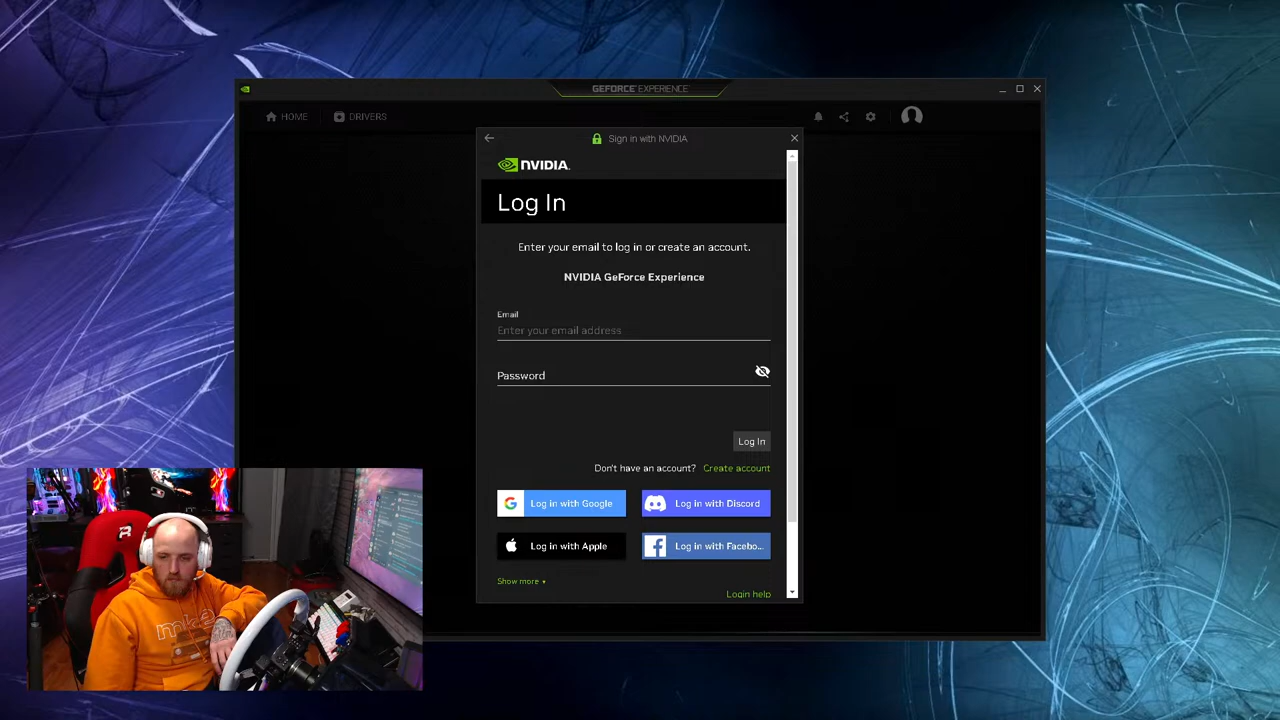 GEFORCE EXPERIENCE
HOME
DRIVERS
Sign in with NVIDIA
NVIDIA.
Log In
Enter your email to log in or create an account.
NVIDIA GeForce Experience
Email
Enter your email address
Password
Log In
Don't have an account? Create account
Log in with Google
Log in with Discord
Log in with Apple
Log in with Facebo...
Show more
Login help